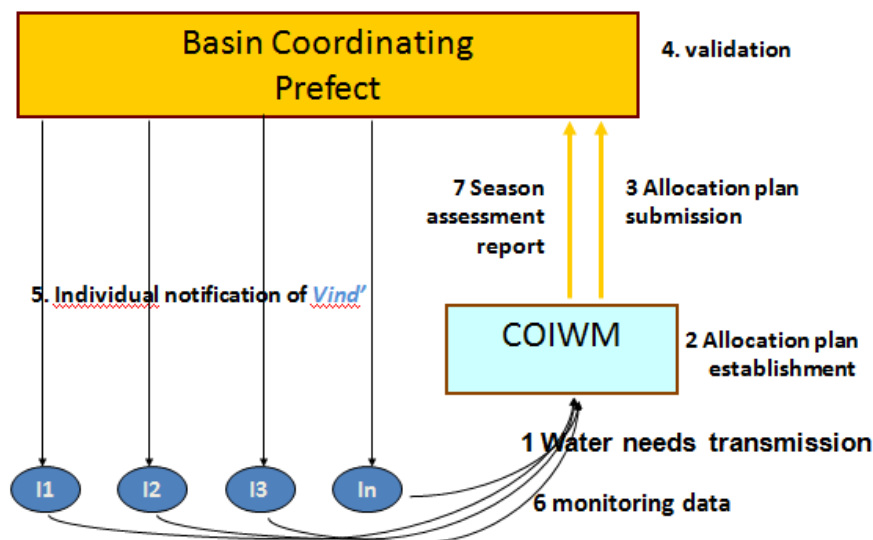 Basin Coordinating
Prefect
4. validation
7 Season
assessment
report
3 Allocation plan
submission
5. Individual notification of Vind'
COIWM
2 Allocation plan
establishment
1 Water needs transmission
I1
I2
I3
In
6 monitoring data